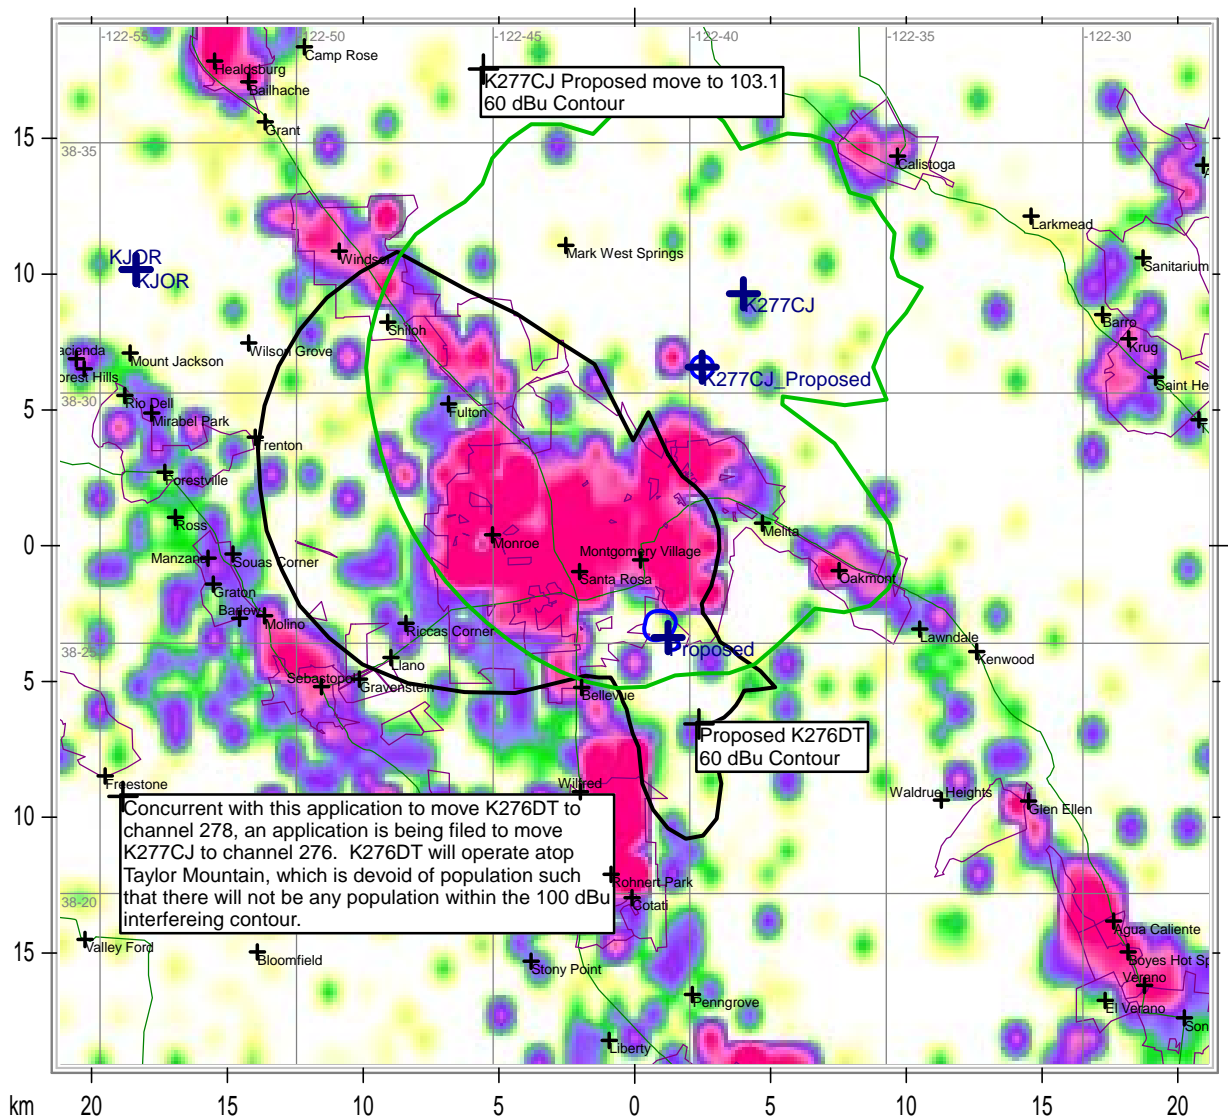 -122-55
-122-50
-122-45
-122-40
-122-35
-122-30
Camp Rose
Healdsburg
Bailhache
K277CJ Proposed move to 103.1
60 dBu Contour
Grant
15
38-35
Calistoga
Larkmead
Windsor
Mark West Springs
KJOR
KJOR
Sanitarium
10
K277CJ
Barro
Shiloh
Krug
Wilson Grove
acienda
Mount Jackson
orest Hills
K277CJ_Proposed
Saint He
38-30
Rio Dell
Fulton
5
Mirabel Park
Trenton
Forestville
Ross
Melita
0
Monroe
Montgomery Village
Manzana
Souas Corner
Santa Rosa
Oakmont
Graton
Barlow
Molino
Riccas Corner
Lawndale
38-25
Proposed
Llano
Kenwood
5
Sebastopol
Gravenstein
Bellevue
Proposed K276DT
60 dBu Contour
Freestone
Wilfred
Waldrue Heights
Glen Ellen
10
Concurrent with this application to move K276DT to
channel 278, an application is being filed to move
K277CJ to channel 276.  K276DT will operate atop
Taylor Mountain, which is devoid of population such
that there will not be any population within the 100 dBu
interfereing contour.
Rohnert Park
38-20
Cotati
Agua Caliente
Valley Ford
15
Bloomfield
Stony Point
Boyes Hot Sp
Verano
Penngrove
El Verano
Son
Liberty
km
20
15
10
5
0
5
10
15
20